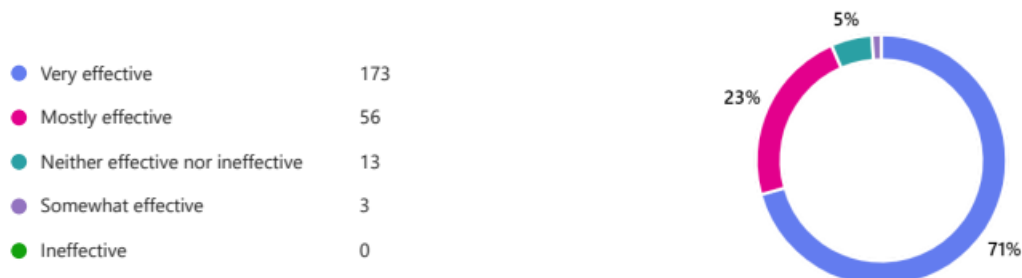 5%
Very effective 173
23%
Mostly effective 56
Neither effective nor ineffective 13
Somewhat effective 3
Ineffective 0
71%